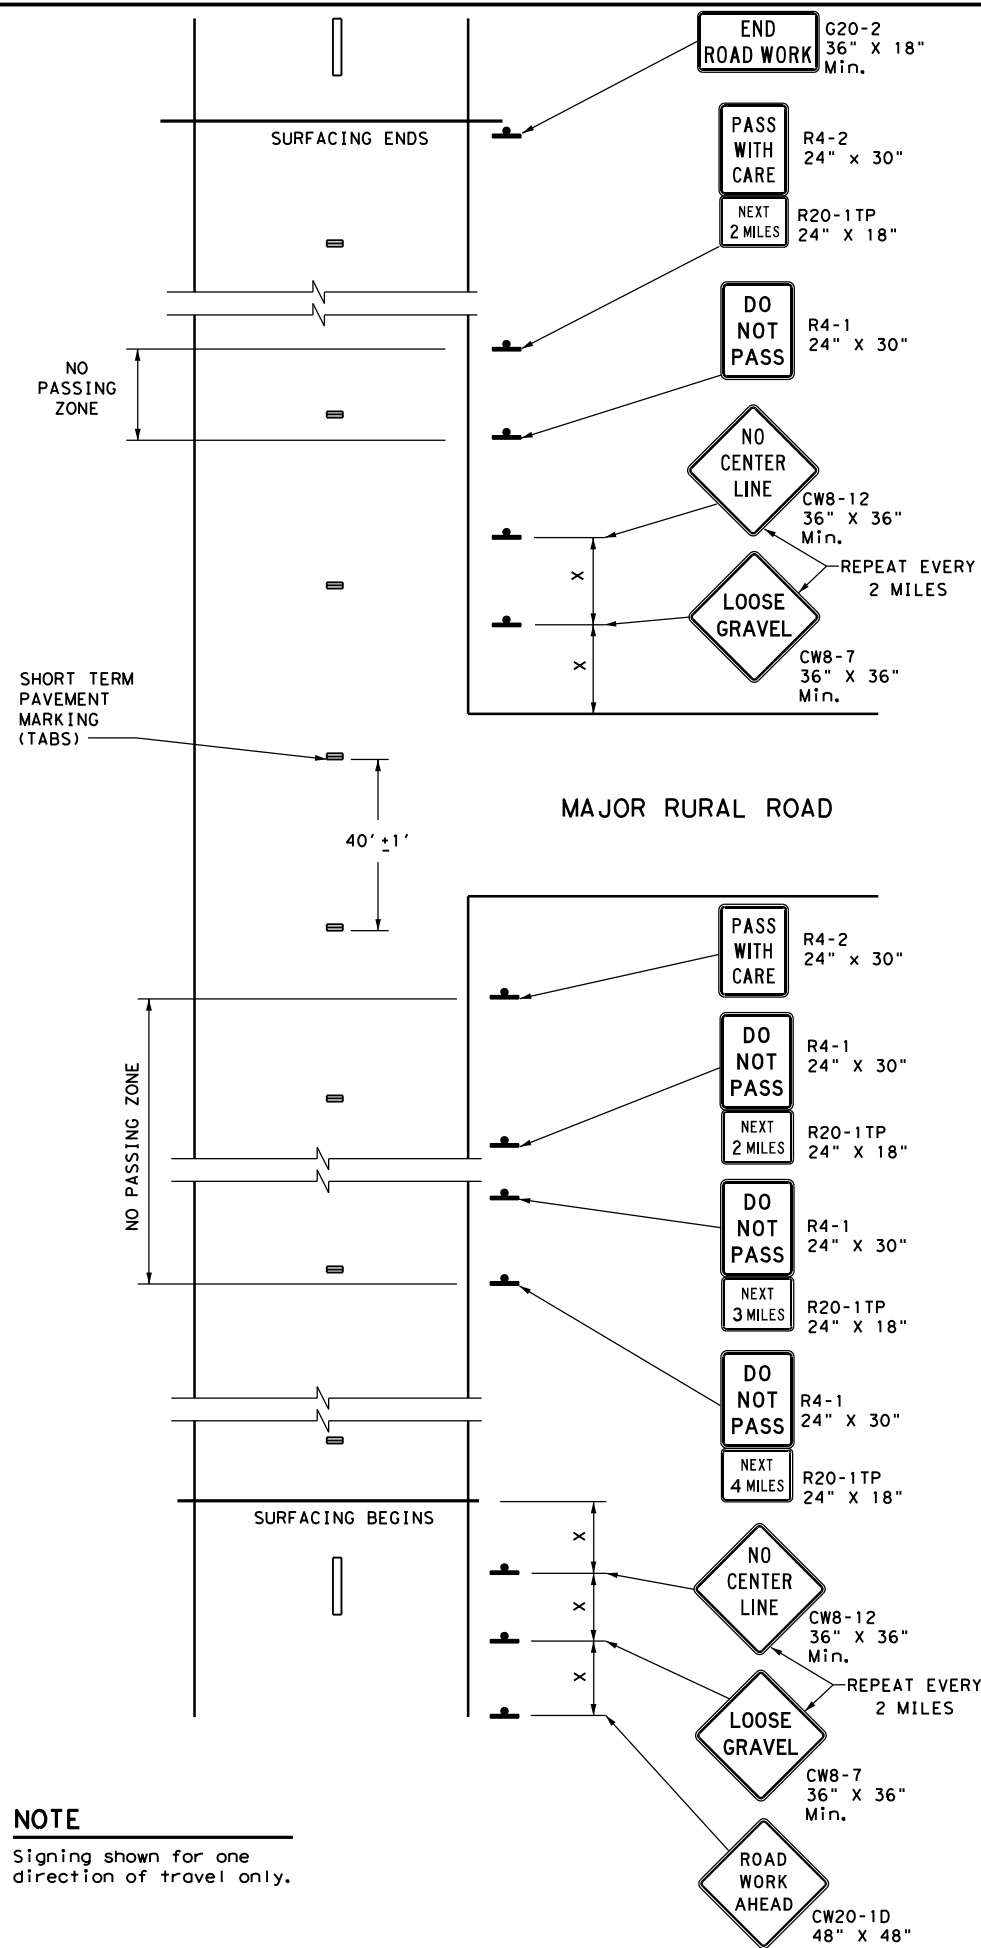 END
ROAD WORK
G20-2
36" X 18"
Min.
SURFACING ENDS
PASS
WITH
CARE
R4-2
24" x 30"
NEXT
2 MILES
R20-1TP
24" X 18"
DO
NOT
PASS
R4-1
24" X 30"
NO
PASSING
ZONE
NO
CENTER
LINE
CW8-12
36" X 36"
Min.
X
REPEAT EVERY
2 MILES
LOOSE
GRAVEL
CW8-7
36" X 36"
Min.
X
SHORT TERM
PAVEMENT
MARKING
(TABS)
40' ±1'
MAJOR RURAL ROAD
PASS
WITH
CARE
R4-2
24" x 30"
NO PASSING ZONE
DO
NOT
PASS
R4-1
24" X 30"
NEXT
2 MILES
R20-1TP
24" X 18"
DO
NOT
PASS
R4-1
24" X 30"
NEXT
3 MILES
R20-1TP
24" X 18"
DO
NOT
PASS
R4-1
24" X 30"
NEXT
4 MILES
R20-1TP
24" X 18"
SURFACING BEGINS
X
NO
CENTER
LINE
CW8-12
36" X 36"
Min.
X
REPEAT EVERY
2 MILES
X
LOOSE
GRAVEL
CW8-7
36" X 36"
Min.
ROAD
WORK
AHEAD
CW20-1D
48" X 48"
NOTE
Signing shown for one
direction of travel only.